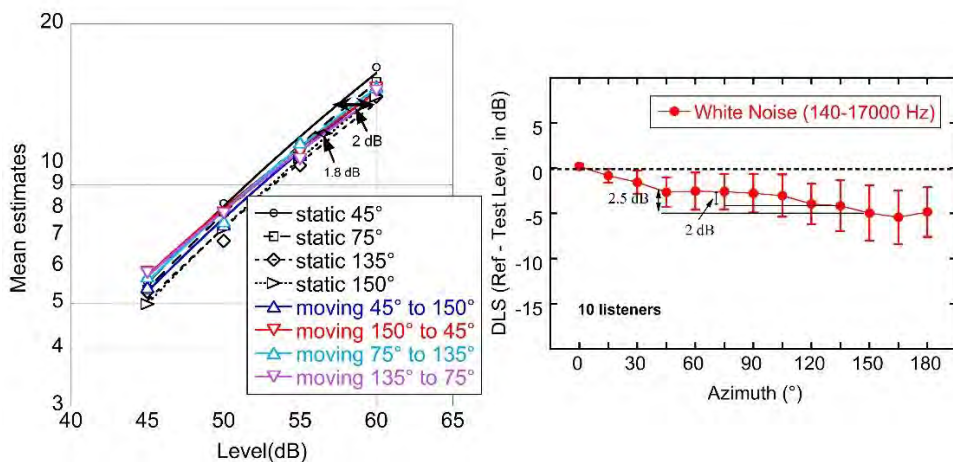 20
10
9
8
7
6
5
4
3
40
45
50
55
60
65
Mean estimates
Level(dB)
2 dB
1.8 dB
static 45°
static 75°
static 135°
static 150°
moving 45° to 150°
moving 150° to 45°
moving 75° to 135°
moving 135° to 75°
5
0
-5
-10
-15
DLS (Ref - Test Level, in dB)
White Noise (140-17000 Hz)
2.5 dB
2 dB
10 listeners
0
30
60
90
120
150
180
Azimuth (°)